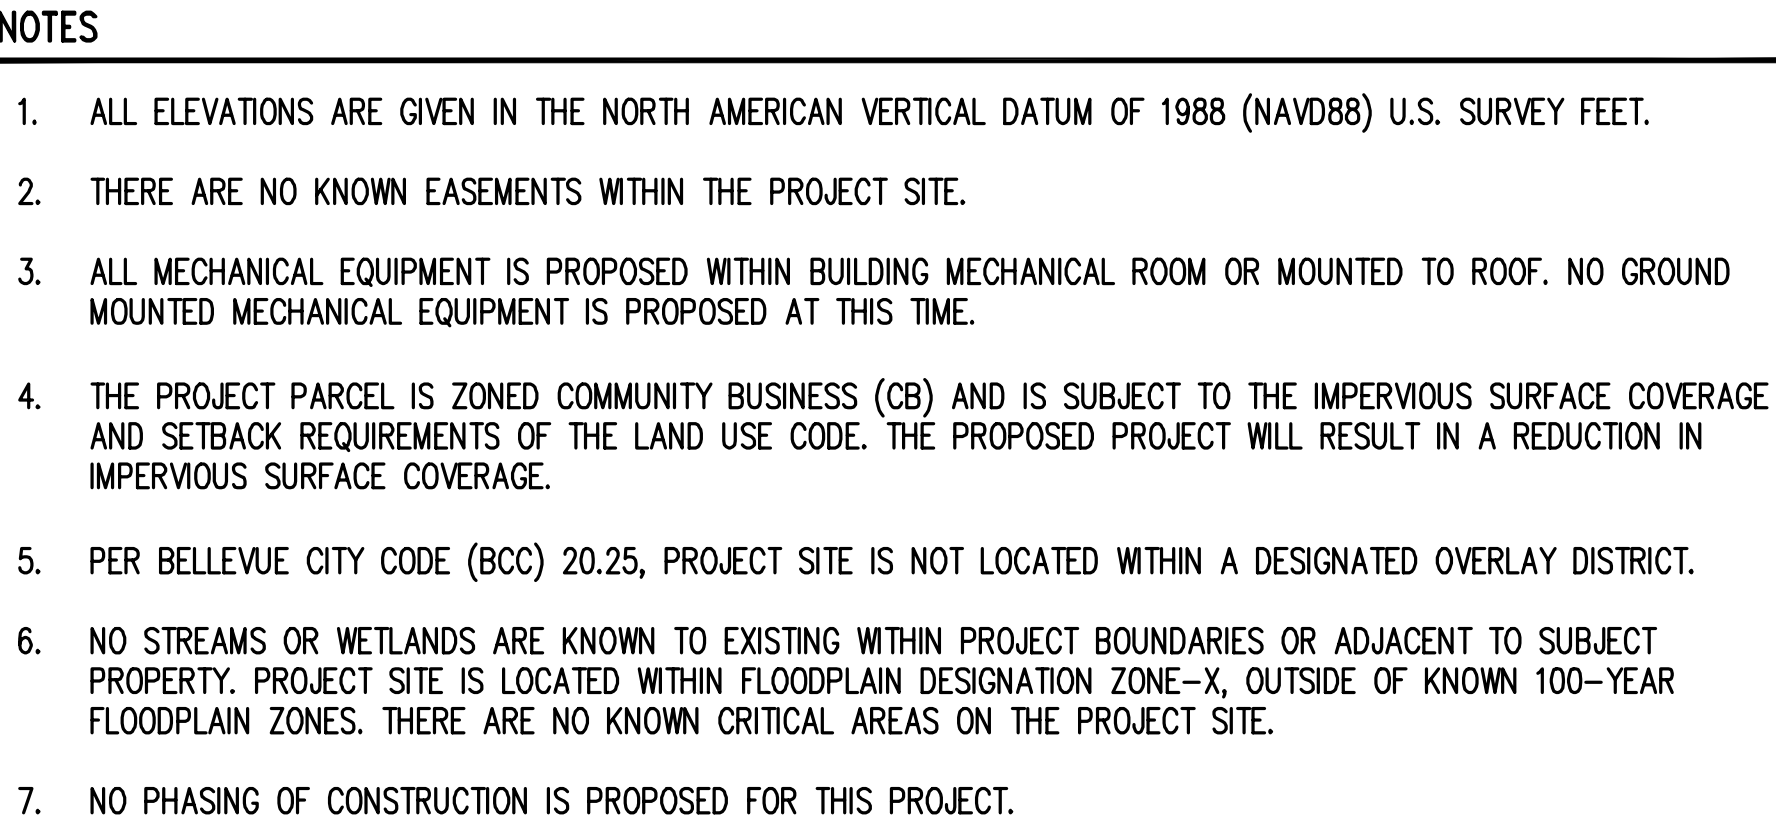 NOTES
1. ALL ELEVATIONS ARE GIVEN IN THE NORTH AMERICAN VERTICAL DATUM OF 1988 (NAVD88) U.S. SURVEY FEET.
2. THERE ARE NO KNOWN EASEMENTS WITHIN THE PROJECT SITE.
3. ALL MECHANICAL EQUIPMENT IS PROPOSED WITHIN BUILDING MECHANICAL ROOM OR MOUNTED TO ROOF. NO GROUND
MOUNTED MECHANICAL EQUIPMENT IS PROPOSED AT THIS TIME.
4. THE PROJECT PARCEL IS ZONED COMMUNITY BUSINESS (CB) AND IS SUBJECT TO THE IMPERVIOUS SURFACE COVERAGE
AND SETBACK REQUIREMENTS OF THE LAND USE CODE. THE PROPOSED PROJECT WILL RESULT IN A REDUCTION IN
IMPERVIOUS SURFACE COVERAGE.
5. PER BELLEVUE CITY CODE (BCC) 20.25, PROJECT SITE IS NOT LOCATED WITHIN A DESIGNATED OVERLAY DISTRICT.
6. NO STREAMS OR WETLANDS ARE KNOWN TO EXISTING WITHIN PROJECT BOUNDARIES OR ADJACENT TO SUBJECT
PROPERTY. PROJECT SITE IS LOCATED WITHIN FLOODPLAIN DESIGNATION ZONE-X, OUTSIDE OF KNOWN 100-YEAR
FLOODPLAIN ZONES. THERE ARE NO KNOWN CRITICAL AREAS ON THE PROJECT SITE.
7. NO PHASING OF CONSTRUCTION IS PROPOSED FOR THIS PROJECT.